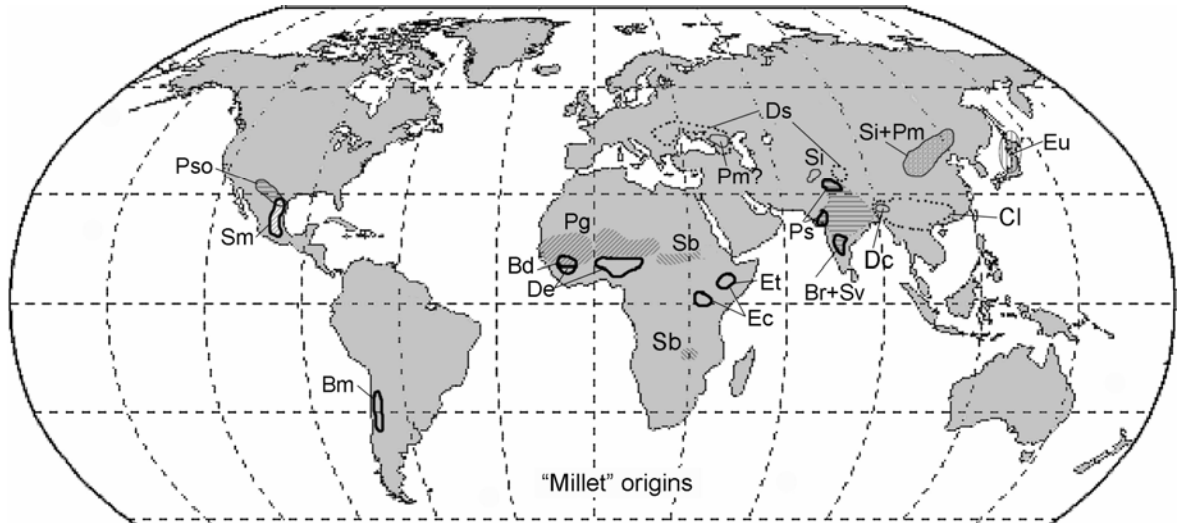 Ds
Si+Pm
Eu
Pso
Si
Pm?
Sm
Pg
Sb
Ps
Cl
Dc
Bd
De
Et
Br+Sv
Ec
Sb
Bm
“Millet” origins